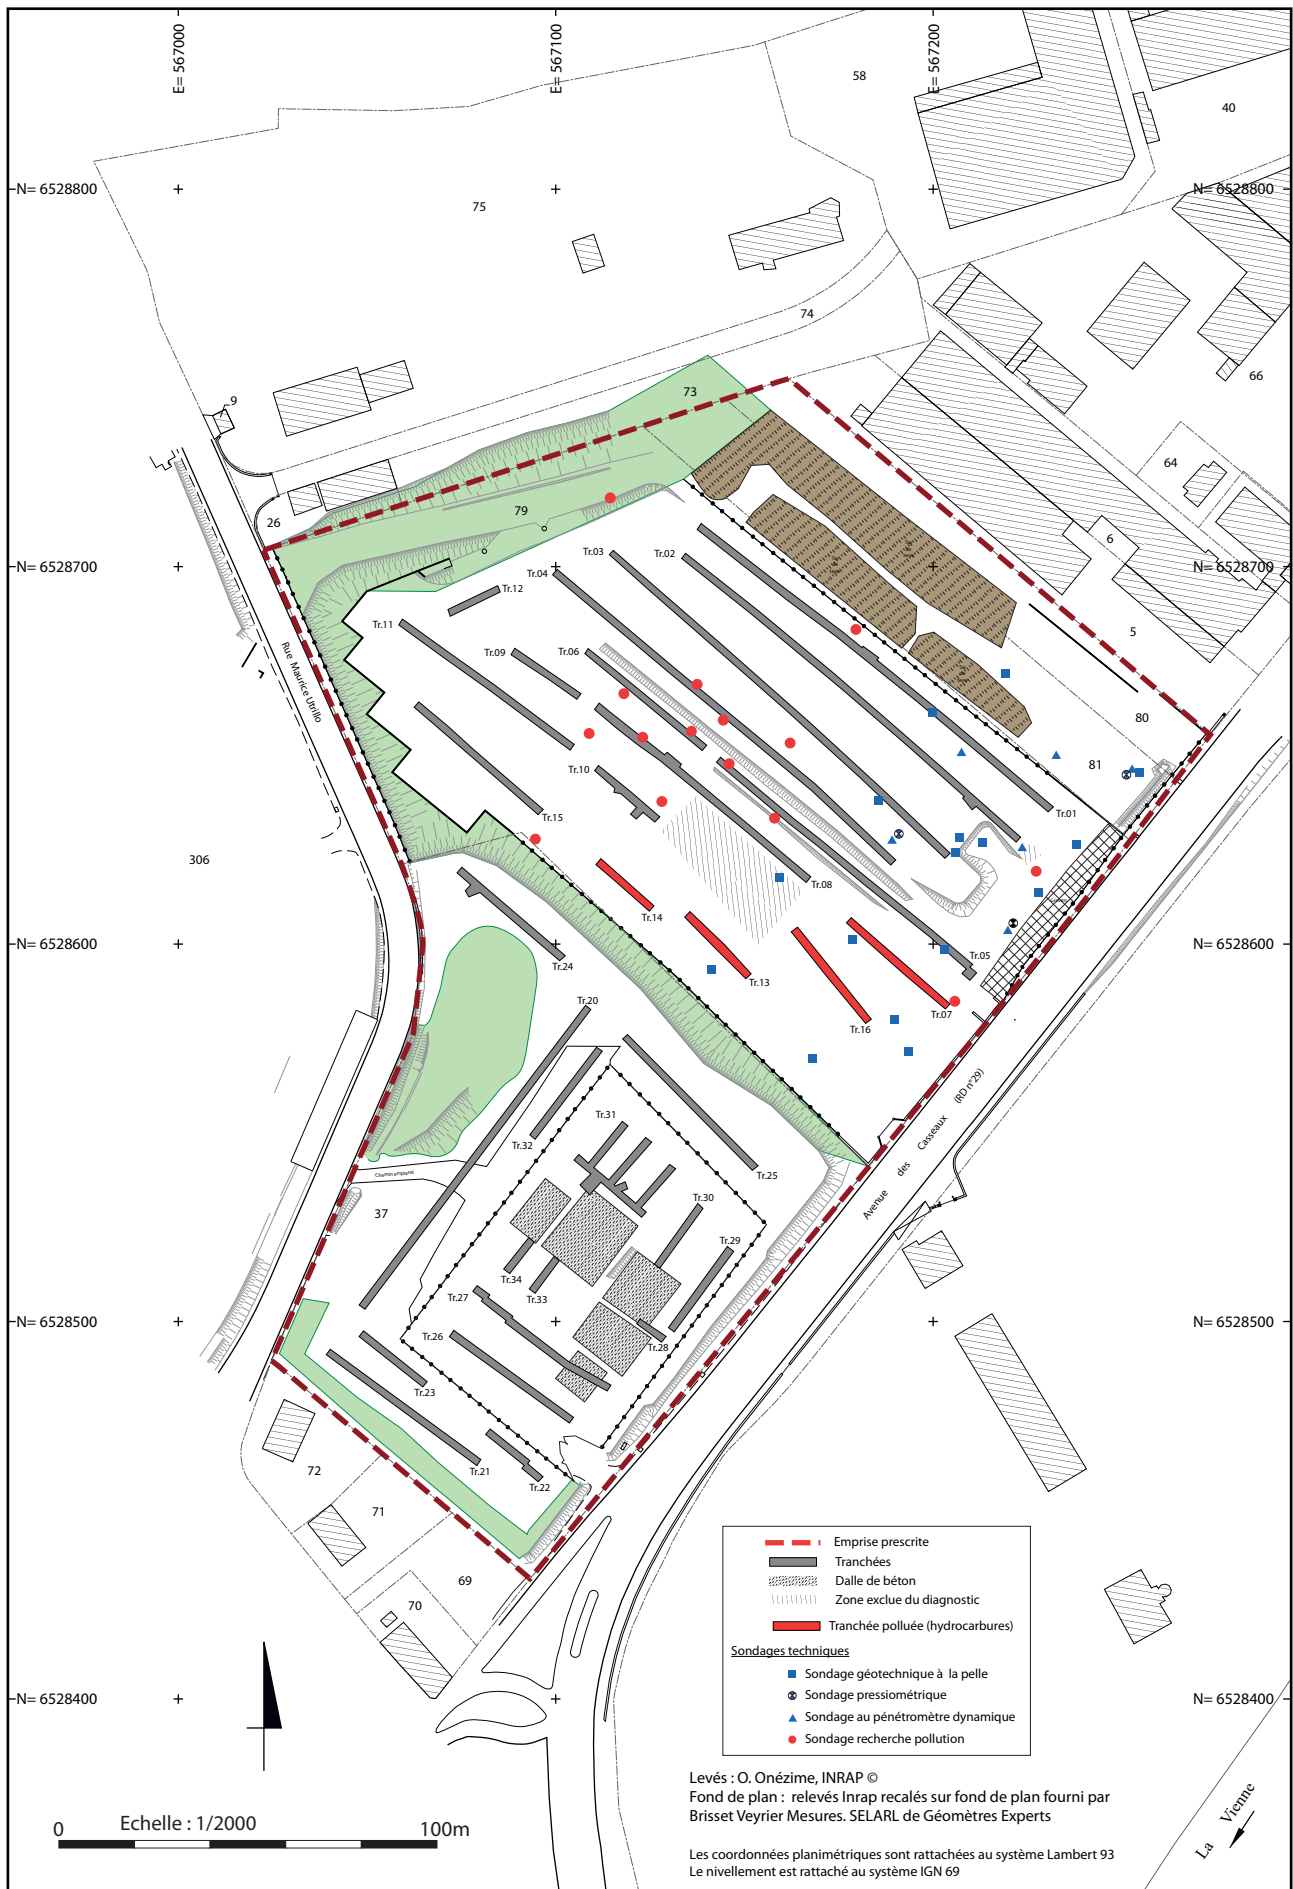 E= 567000
E= 567100
E= 567200
58
40
N= 6528800
N= 6528800
75
74
66
9
73
64
26
79
6
N= 6528700
N= 6528700
Tr.03
Tr.02
Tr.04
Tr.12
Tr.11
5
Rue Maurice Utrillo
Tr.09
Tr.06
80
81
Tr.10
Tr.15
Tr.01
306
Tr.08
Tr.14
Tr.24
Tr.05
Tr.13
Tr.20
Tr.07
Tr.16
Avenue des Casseaux (RD n°29)
Tr.31
Tr.32
Tr.25
Chemin empierré
37
Tr.30
Tr.29
Tr.34
Tr.33
Tr.27
N= 6528500
N= 6528500
Tr.26
Tr.28
Tr.23
72
Tr.21
Tr.22
71
69
70
N= 6528600
N= 6528600
Emprise prescrite
Tranchées
Dalle de béton
Zone exclue du diagnostic
Tranchée polluée (hydrocarbures)
Sondages techniques
Sondage géotechnique à la pelle
Sondage pressiométrique
Sondage au pénétromètre dynamique
Sondage recherche pollution
N= 6528400
N= 6528400
Levés : O. Onézime, INRAP ©
Fond de plan : relevés Inrap recalés sur fond de plan fourni par
Brisset Veyrier Mesures. SELARL de Géomètres Experts
Les coordonnées planimétriques sont rattachées au système Lambert 93
Le nivellement est rattaché au système IGN 69
La Vienne
Echelle : 1/2000
0
100m